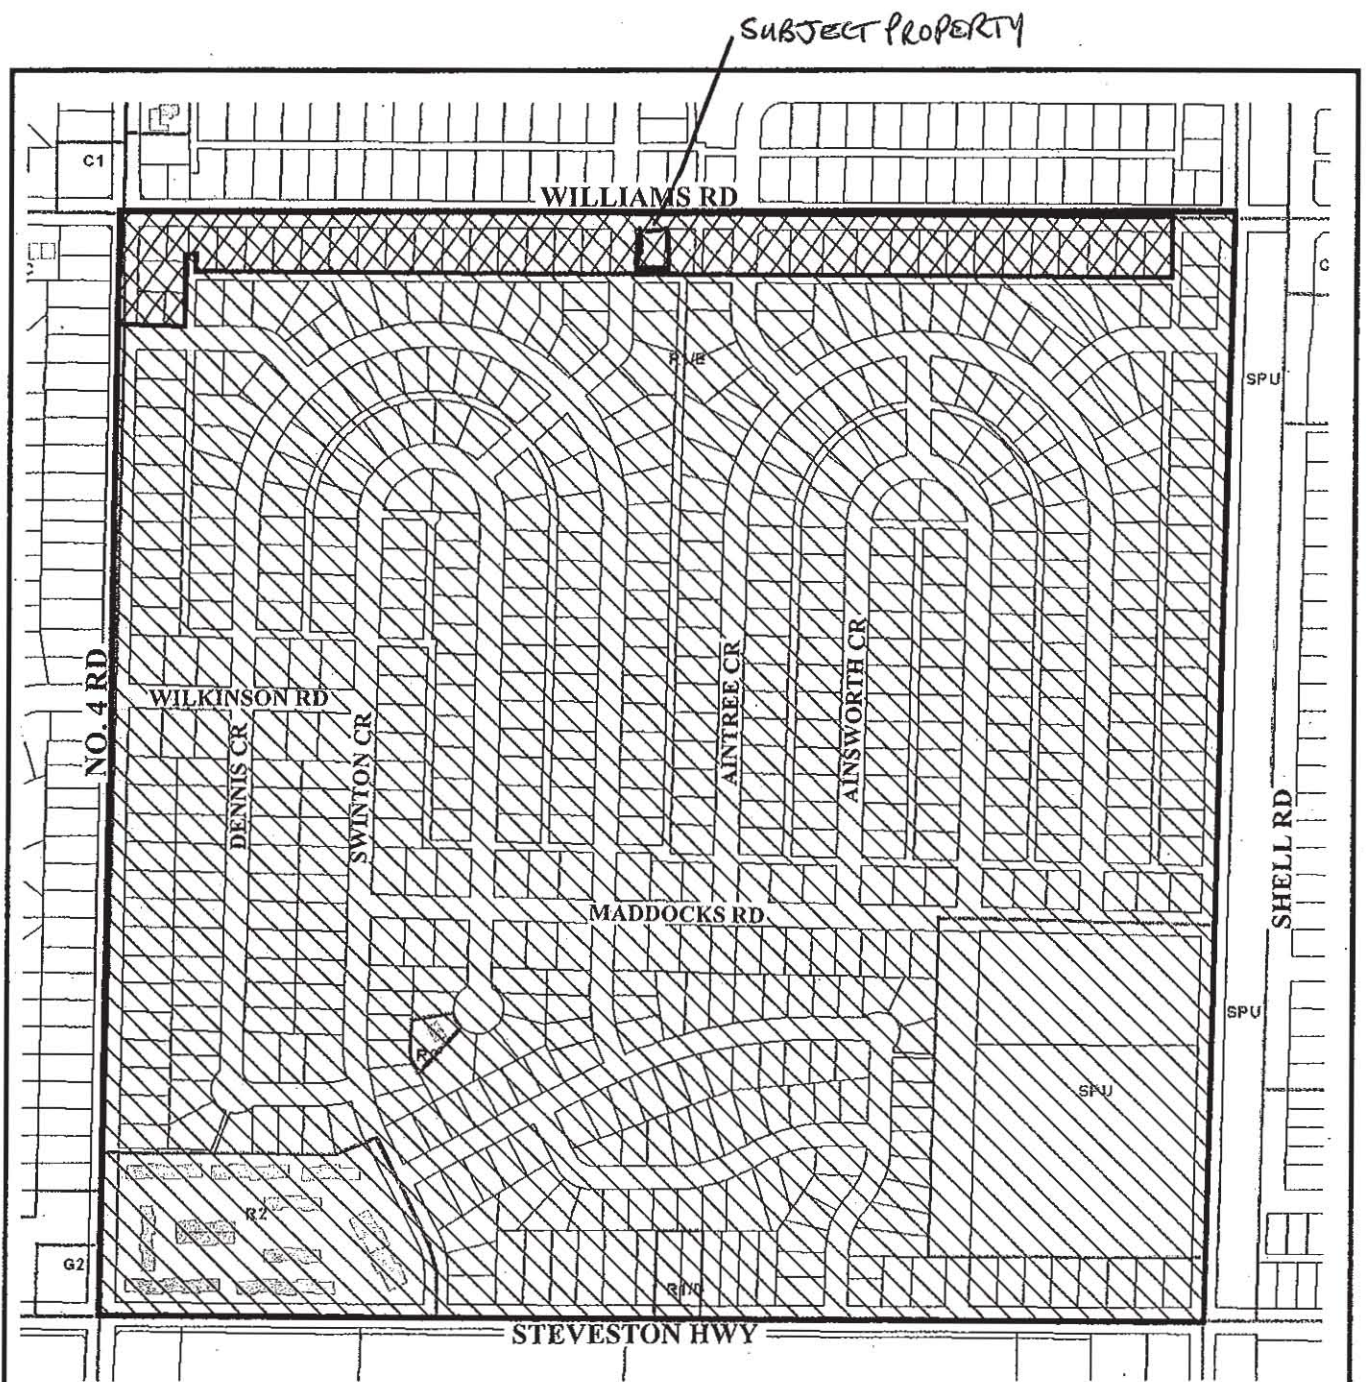 SUBJECT PROPERTY
C1
WILLIAMS RD
C
R1/E
SPU
NO. 4 RD
WILKINSON RD
DENNIS CR
SWINTON CR
AINTREE CR
AINSWORTH CR
SHELL RD
MADDOCKS RD
SPU
SPU
R2
G2
STEVESTON HWY